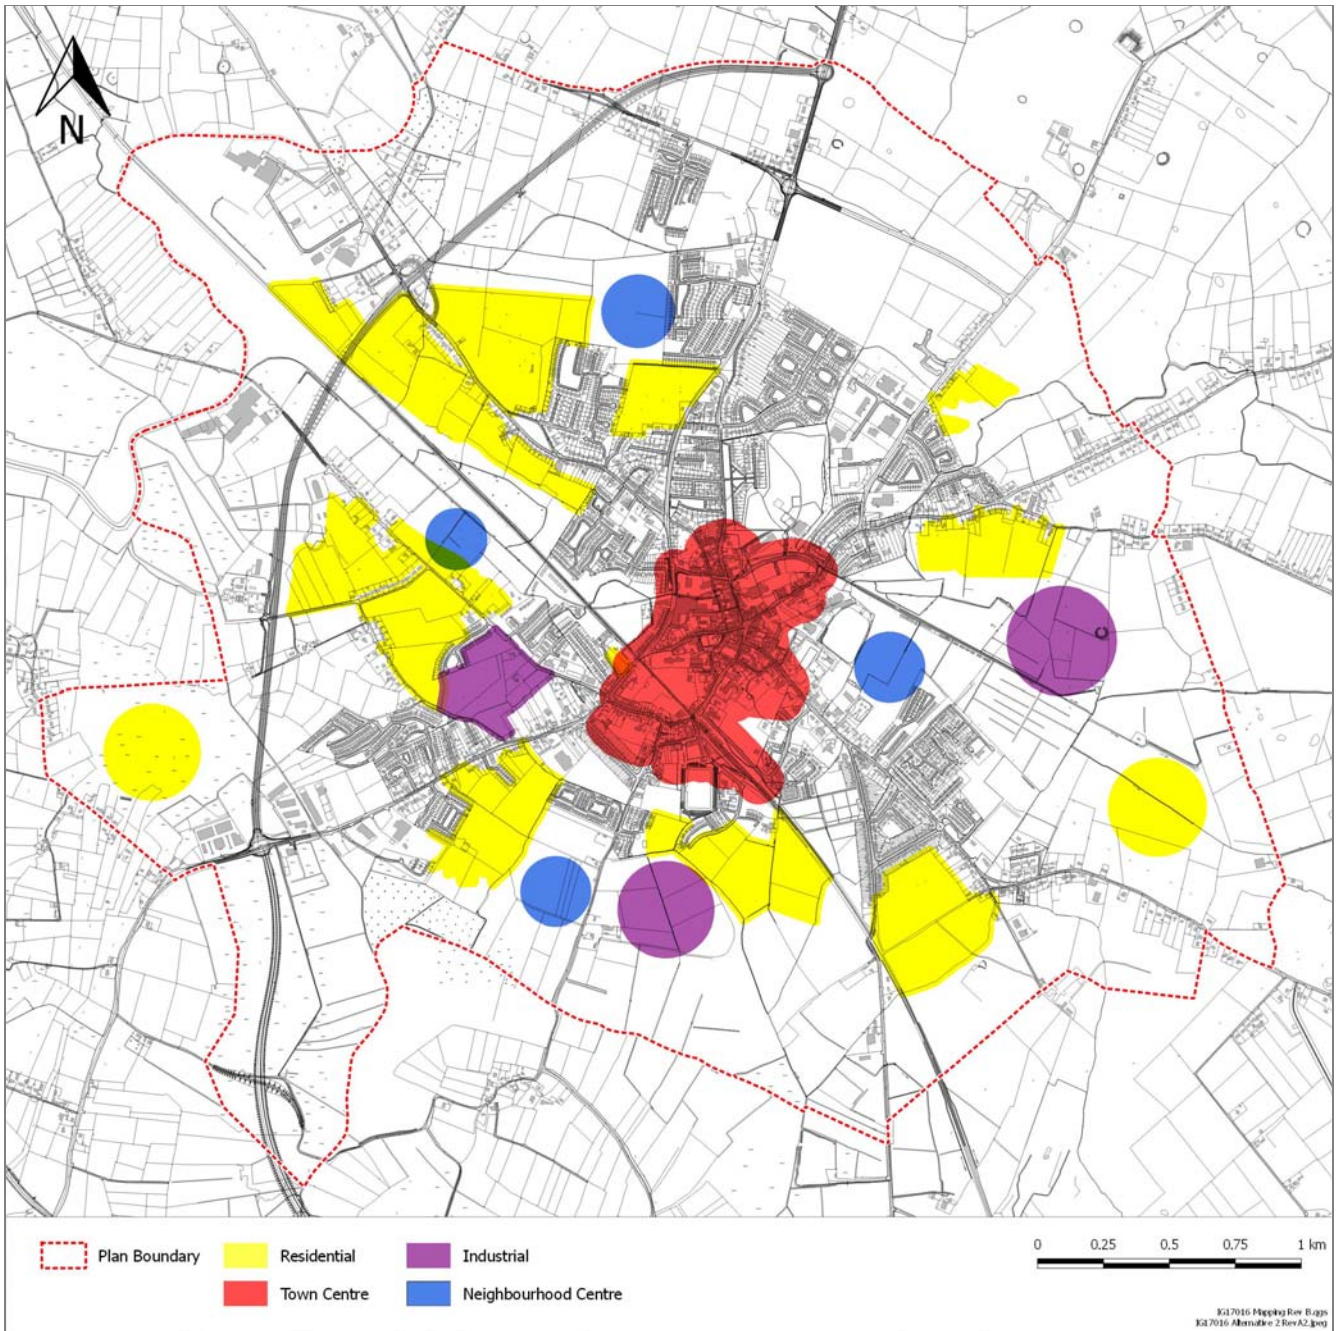 N
Plan Boundary
Residential
Industrial
Town Centre
Neighbourhood Centre
0 0.25 0.5 0.75 1 km
IG17016 Mapping Rev B.qgs
IG17016 Alternative 2 RevA2.jpeg